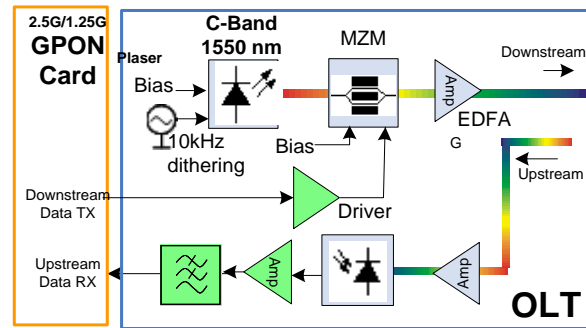 2.5G/1.25G
GPON
Card
C-Band
1550 nm
Plaser
Bias
10kHz
dithering
MZM
Bias
Amp
EDFA
G
Downstream
Upstream
Downstream
Data TX
Driver
Upstream
Data RX
Amp
Amp
OLT